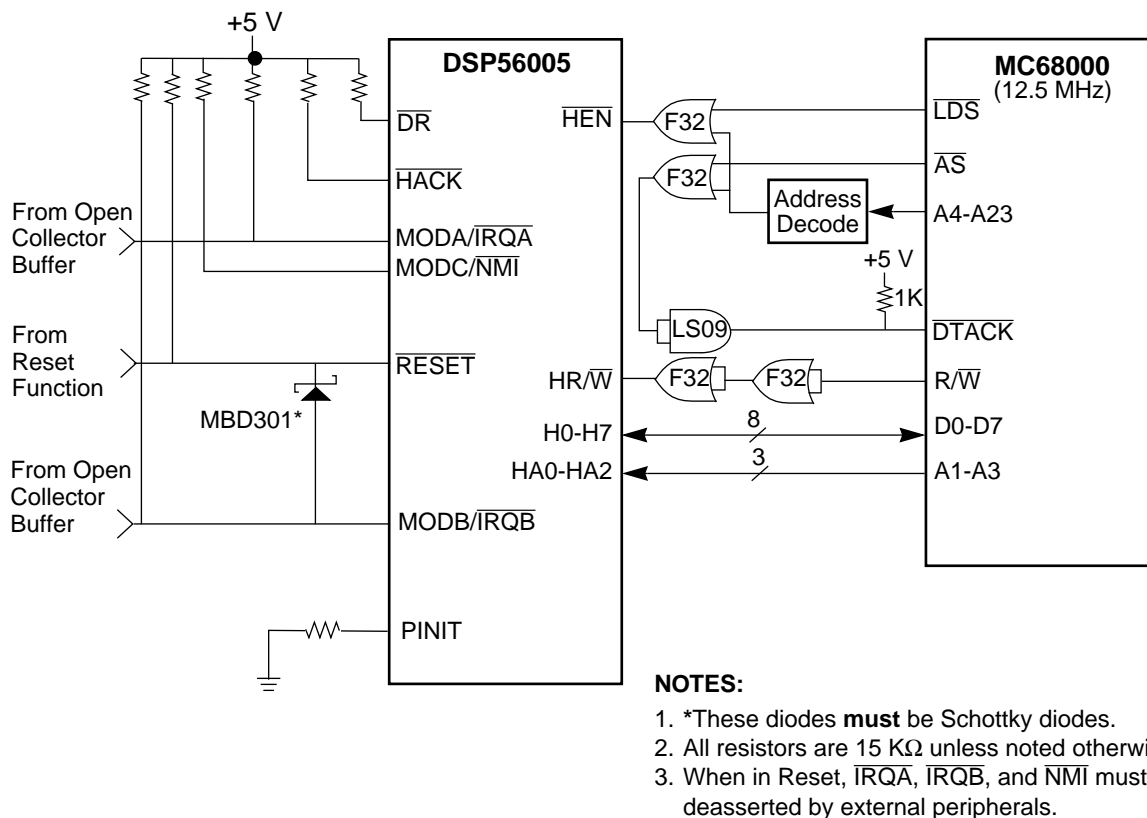 +5 V
DSP56005
MC68000
(12.5 MHz)
DR
HEN
F32
LDS
HACK
F32
AS
Address
Decode
A4-A23
From Open
Collector
Buffer
MODA/IRQA
MODC/NMI
+5 V
1K
LS09
DTACK
From
Reset
Function
RESET
MBD301*
HR/W
F32
F32
R/W
H0-H7
8
D0-D7
HA0-HA2
3
A1-A3
From Open
Collector
Buffer
MODB/IRQB
PINIT
NOTES:
1. *These diodes must be Schottky diodes.
2. All resistors are 15 KΩ unless noted otherwi
3. When in Reset, IRQA, IRQB, and NMI must
deasserted by external peripherals.